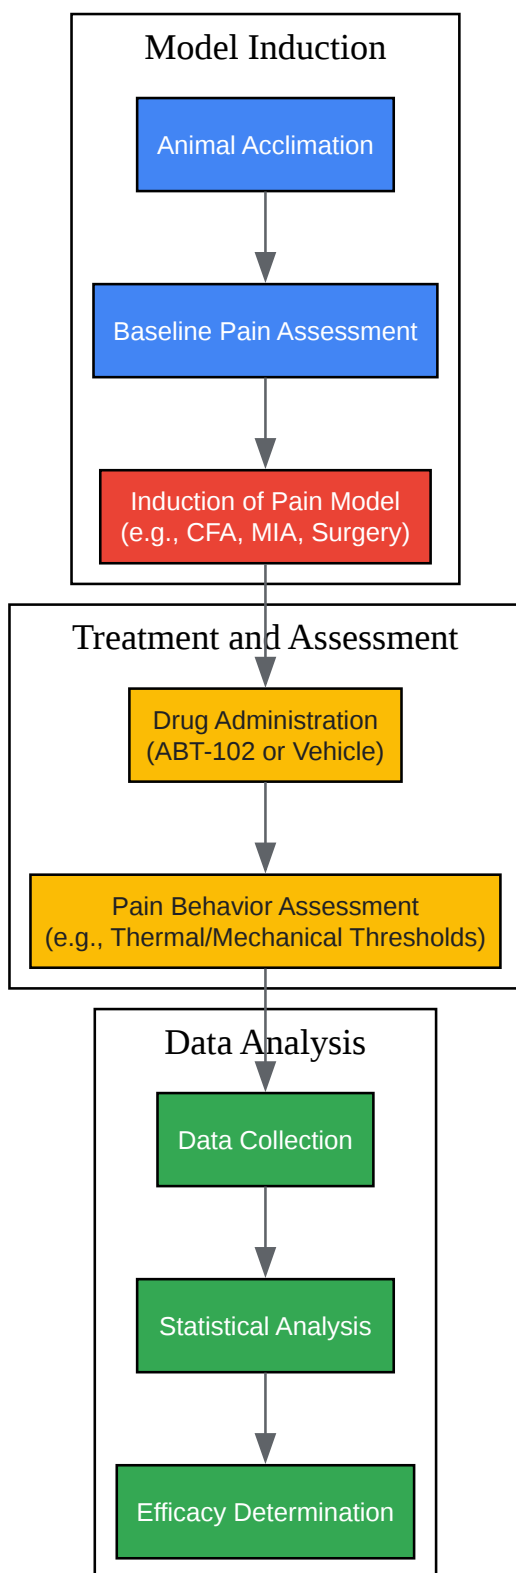 Model Induction
Animal Acclimation
Baseline Pain Assessment
Induction of Pain Model
(e.g., CFA, MIA, Surgery)
Treatment and Assessment
Drug Administration
(ABT-102 or Vehicle)
Pain Behavior Assessment
(e.g., Thermal/Mechanical Thresholds)
Data Analysis
Data Collection
Statistical Analysis
Efficacy Determination